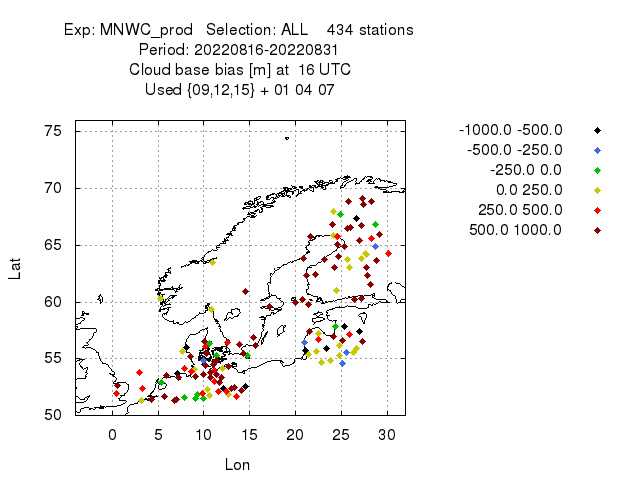 Exp: MNWC_prod   Selection: ALL    434 stations
Period: 20220816-20220831
Cloud base bias [m] at  16 UTC
Used {09,12,15} + 01 04 07
-1000.0 -500.0
-500.0 -250.0
-250.0 0.0
0.0 250.0
250.0 500.0
500.0 1000.0
75
70
65
60
55
50
Lat
0 5 10 15 20 25 30
Lon